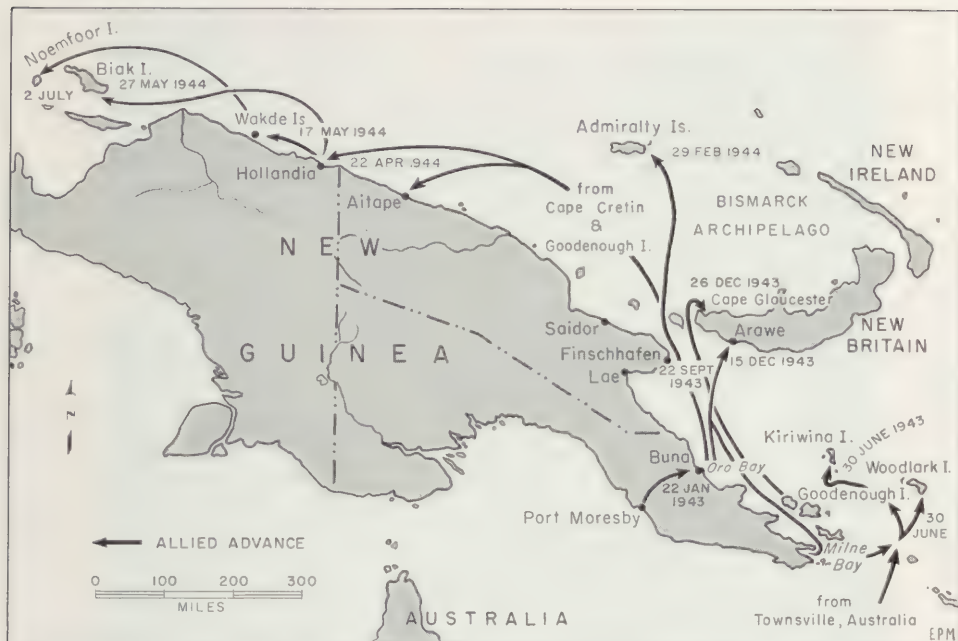 Noemfoor I.
Biak I.
27 MAY 1944
2 JULY
Wakde Is
17 MAY 1944
Hollandia
22 APR .944
Aitape
Admiralty Is.
29 FEB 1944
NEW
IRELAND
from
Cape Cretin
&
Goodenough I.
BISMARCK
ARCHIPELAGO
NEW
GUINEA
26 DEC 1943
Cape Gloucester
Saidor
Arawe
NEW
BRITAIN
Finschhafen
15 DEC 1943
Lae
22 SEPT
1943
Kiriwina I.
30 JUNE 1943
Woodlark I.
Buna
Oro Bay
Goodenough I.
22 JAN
1943
Port Moresby
30
JUNE
Milne
Bay
N
ALLIED ADVANCE
0 100 200 300
MILES
from
Townsville, Australia
AUSTRALIA
EPM